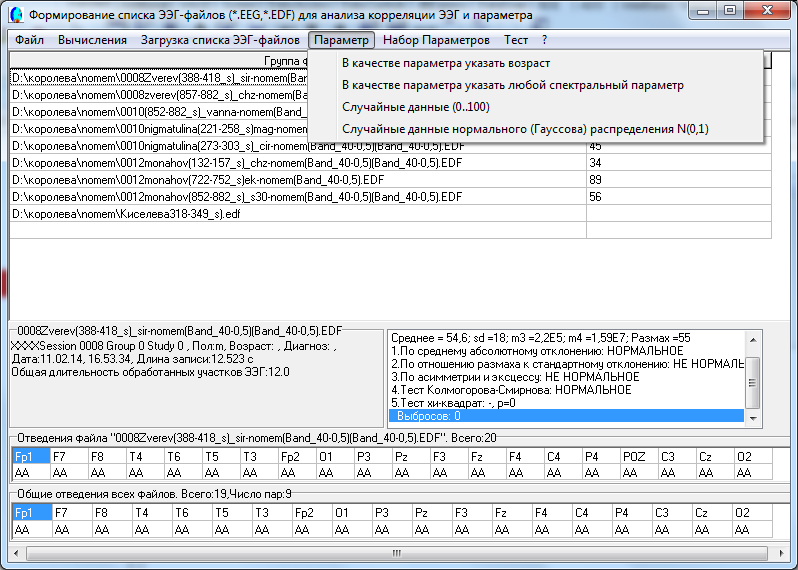 Формирование списка ЭЭГ-файлов (*.EEG,*.EDF) для анализа корреляции ЭЭГ и параметра
Файл Вычисления Загрузка списка ЭЭГ-файлов Параметр Набор Параметров Тест ?
В качестве параметра указать возраст
В качестве параметра указать любой спектральный параметр
Случайные данные (0..100)
Случайные данные нормального (Гауссова) распределения N(0,1)
Группа
D:\королева\nomem\0008Zverev(388-418_s)_sir-nomem(Ban
D:\королева\nomem\0008zverev(857-882_s)_chz-nomem(Ban
D:\королева\nomem\0010(852-882_s)_vanna-nomem(Band_
D:\королева\nomem\0010nigmatulina(221-258_s)mag-nomem(
D:\королева\nomem\0010nigmatulina(273-303_s)_cir-nomem(Band_40-0,5)(Band_40-0,5).EDF 45
D:\королева\nomem\0012monahov(132-157_s)_chz-nomem(Band_40-0,5)(Band_40-0,5).EDF 34
D:\королева\nomem\0012monahov(722-752_s)ek-nomem(Band_40-0,5).EDF 89
D:\королева\nomem\0012monahov(852-882_s)_s30-nomem(Band_40-0,5)(Band_40-0,5).EDF 56
D:\королева\nomem\Киселева318-349_s).edf
0008Zverev(388-418_s)_sir-nomem(Band_40-0,5)(Band_40-0,5).EDF
XXXXSession 0008 Group 0 Study 0 , Пол:m, Возраст: , Диагноз: ,
Дата:11.02.14, 16.53.34, Длина записи:12.523 с
Общая длительность обработанных участков ЭЭГ:12.0
Среднее = 54,6; sd =18; m3 =2,2E5; m4 =1,59E7; Размах =55
1.По среднему абсолютному отклонению: НОРМАЛЬНОЕ
2.По отношению размаха к стандартному отклонению: НЕ НОРМАЛ
3.По асимметрии и эксцессу: НЕ НОРМАЛЬНОЕ
4.Тест Колмогорова-Смирнова: НОРМАЛЬНОЕ
5.Тест хи-квадрат: -, p=0
Выбросов: 0
Отведения файла "0008Zverev(388-418_s)_sir-nomem(Band_40-0,5)(Band_40-0,5).EDF". Всего:20
Fp1 F7 F8 T4 T6 T5 T3 Fp2 O1 P3 Pz F3 Fz F4 C4 P4 POZ C3 Cz O2
AA AA AA AA AA AA AA AA AA AA AA AA AA AA AA AA AA AA AA AA
Общие отведения всех файлов. Всего:19,Число пар:9
Fp1 F7 F8 T4 T6 T5 T3 Fp2 O1 P3 Pz F3 Fz F4 C4 P4 C3 Cz O2
AA AA AA AA AA AA AA AA AA AA AA AA AA AA AA AA AA AA AA